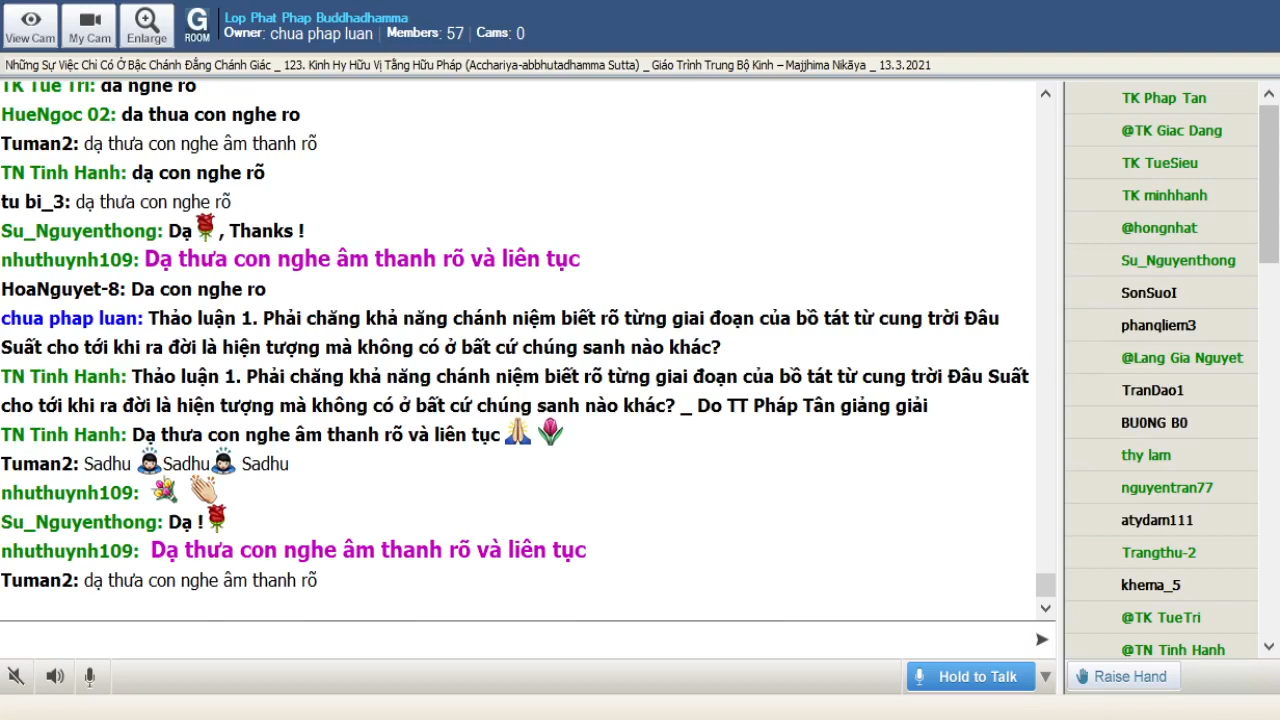 View Cam
My Cam
Enlarge
G
ROOM
Lop Phat Phap Buddhadhamma
Owner: chua phap luan | Members: 57 | Cams: 0
Những Sự Việc Chỉ Có Ở Bậc Chánh Đẳng Chánh Giác _ 123. Kinh Hy Hữu Vị Tằng Hữu Pháp (Acchariya-abbhutadhamma Sutta) _ Giáo Trình Trung Bộ Kinh – Majjhima Nikāya _ 13.3.2021
TK Tue Tri: da nghe ro
HueNgoc 02: da thua con nghe ro
Tuman2: dạ thưa con nghe âm thanh rõ
TN Tinh Hanh: dạ con nghe rõ
tu bi_3: dạ thưa con nghe rõ
Su_Nguyenthong: Dạ , Thanks !
nhuthuynh109: Dạ thưa con nghe âm thanh rõ và liên tục
HoaNguyet-8: Da con nghe ro
chua phap luan: Thảo luận 1. Phải chăng khả năng chánh niệm biết rõ từng giai đoạn của bồ tát từ cung trời Đâu
Suất cho tới khi ra đời là hiện tượng mà không có ở bất cứ chúng sanh nào khác?
TN Tinh Hanh: Thảo luận 1. Phải chăng khả năng chánh niệm biết rõ từng giai đoạn của bồ tát từ cung trời Đâu Suất
cho tới khi ra đời là hiện tượng mà không có ở bất cứ chúng sanh nào khác? _ Do TT Pháp Tân giảng giải
TN Tinh Hanh: Dạ thưa con nghe âm thanh rõ và liên tục 🙏 🌷
Tuman2: Sadhu 🙇Sadhu🙇 Sadhu
nhuthuynh109: 💐 👏
Su_Nguyenthong: Dạ !🌹
nhuthuynh109: Dạ thưa con nghe âm thanh rõ và liên tục
Tuman2: dạ thưa con nghe âm thanh rõ
TK Phap Tan
@TK Giac Dang
TK TueSieu
TK minhhanh
@hongnhat
Su_Nguyenthong
SonSuoI
phanqliem3
@Lang Gia Nguyet
TranDao1
BU0NG B0
thy lam
nguyentran77
atydam111
Trangthu-2
khema_5
@TK TueTri
@TN Tinh Hanh
Hold to Talk
Raise Hand